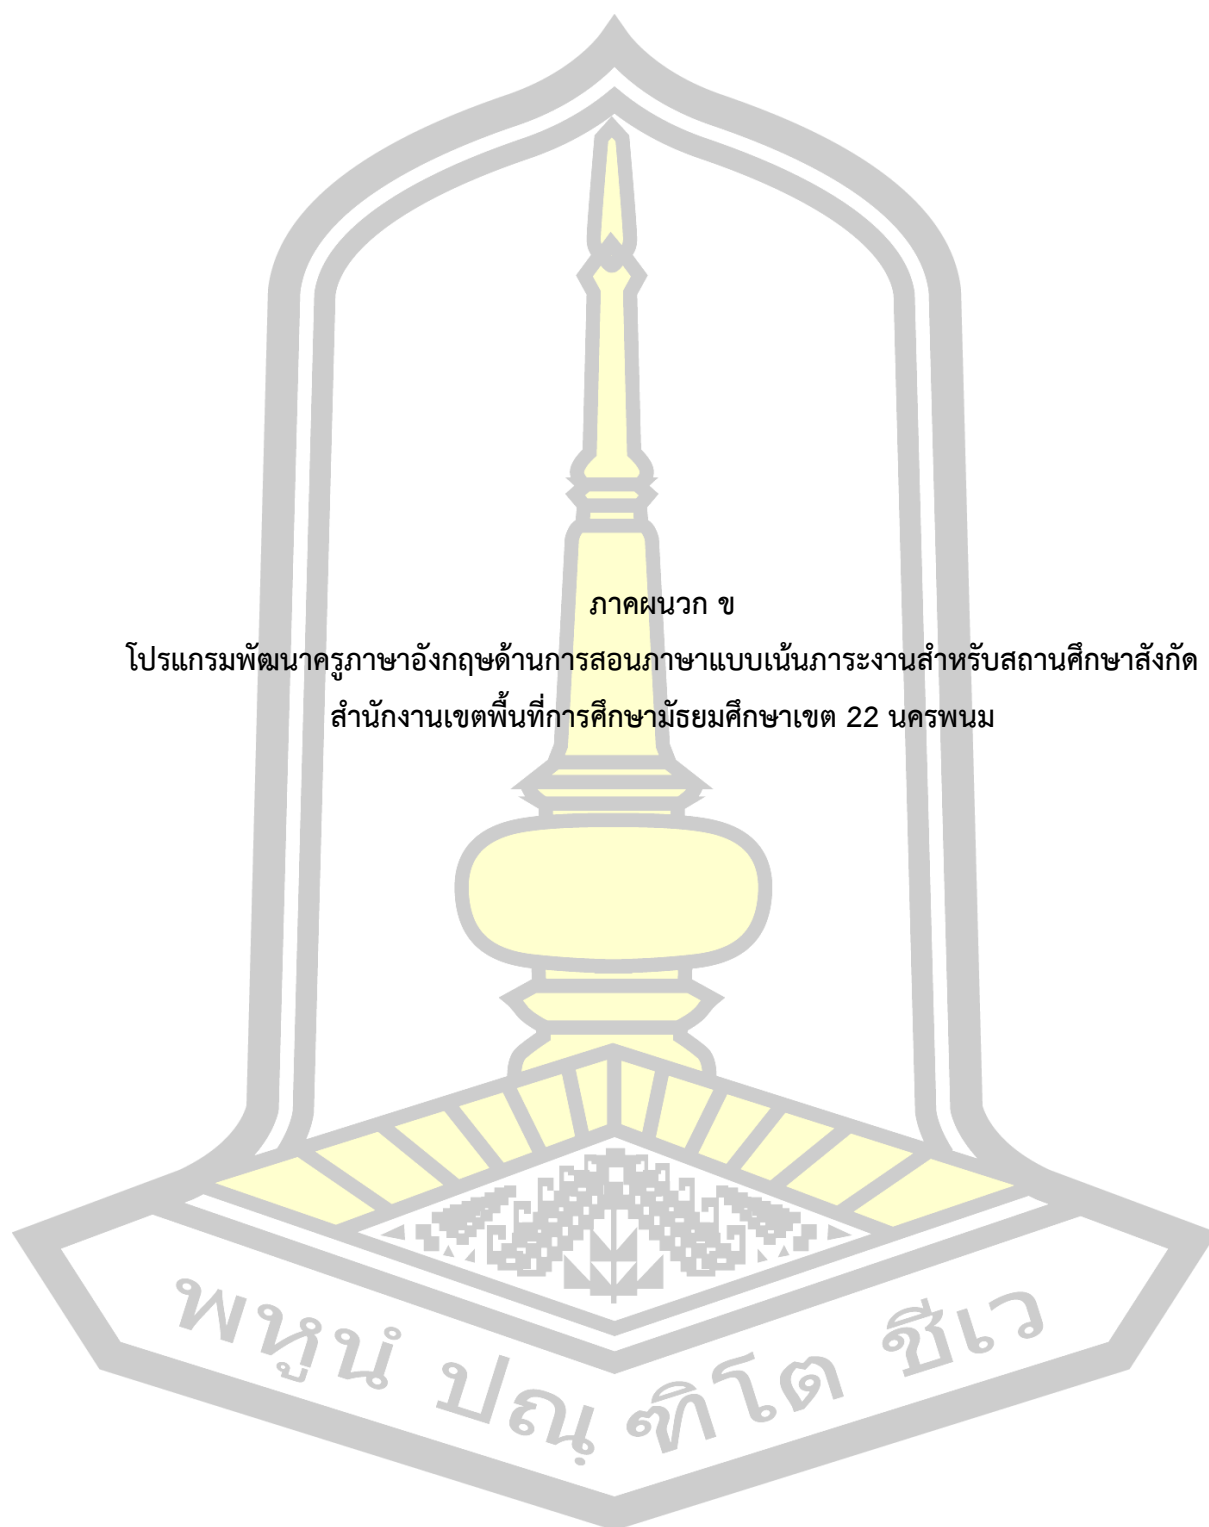 ภาคผนวก ข
โปรแกรมพัฒนาครูภาษาอังกฤษด้านการสอนภาษาแบบเน้นภาระงานสำหรับสถานศึกษาสังกัด
สำนักงานเขตพื้นที่การศึกษามัธยมศึกษาเขต 22 นครพนม
พหูนํ ปณฺฑิโต ชีเว